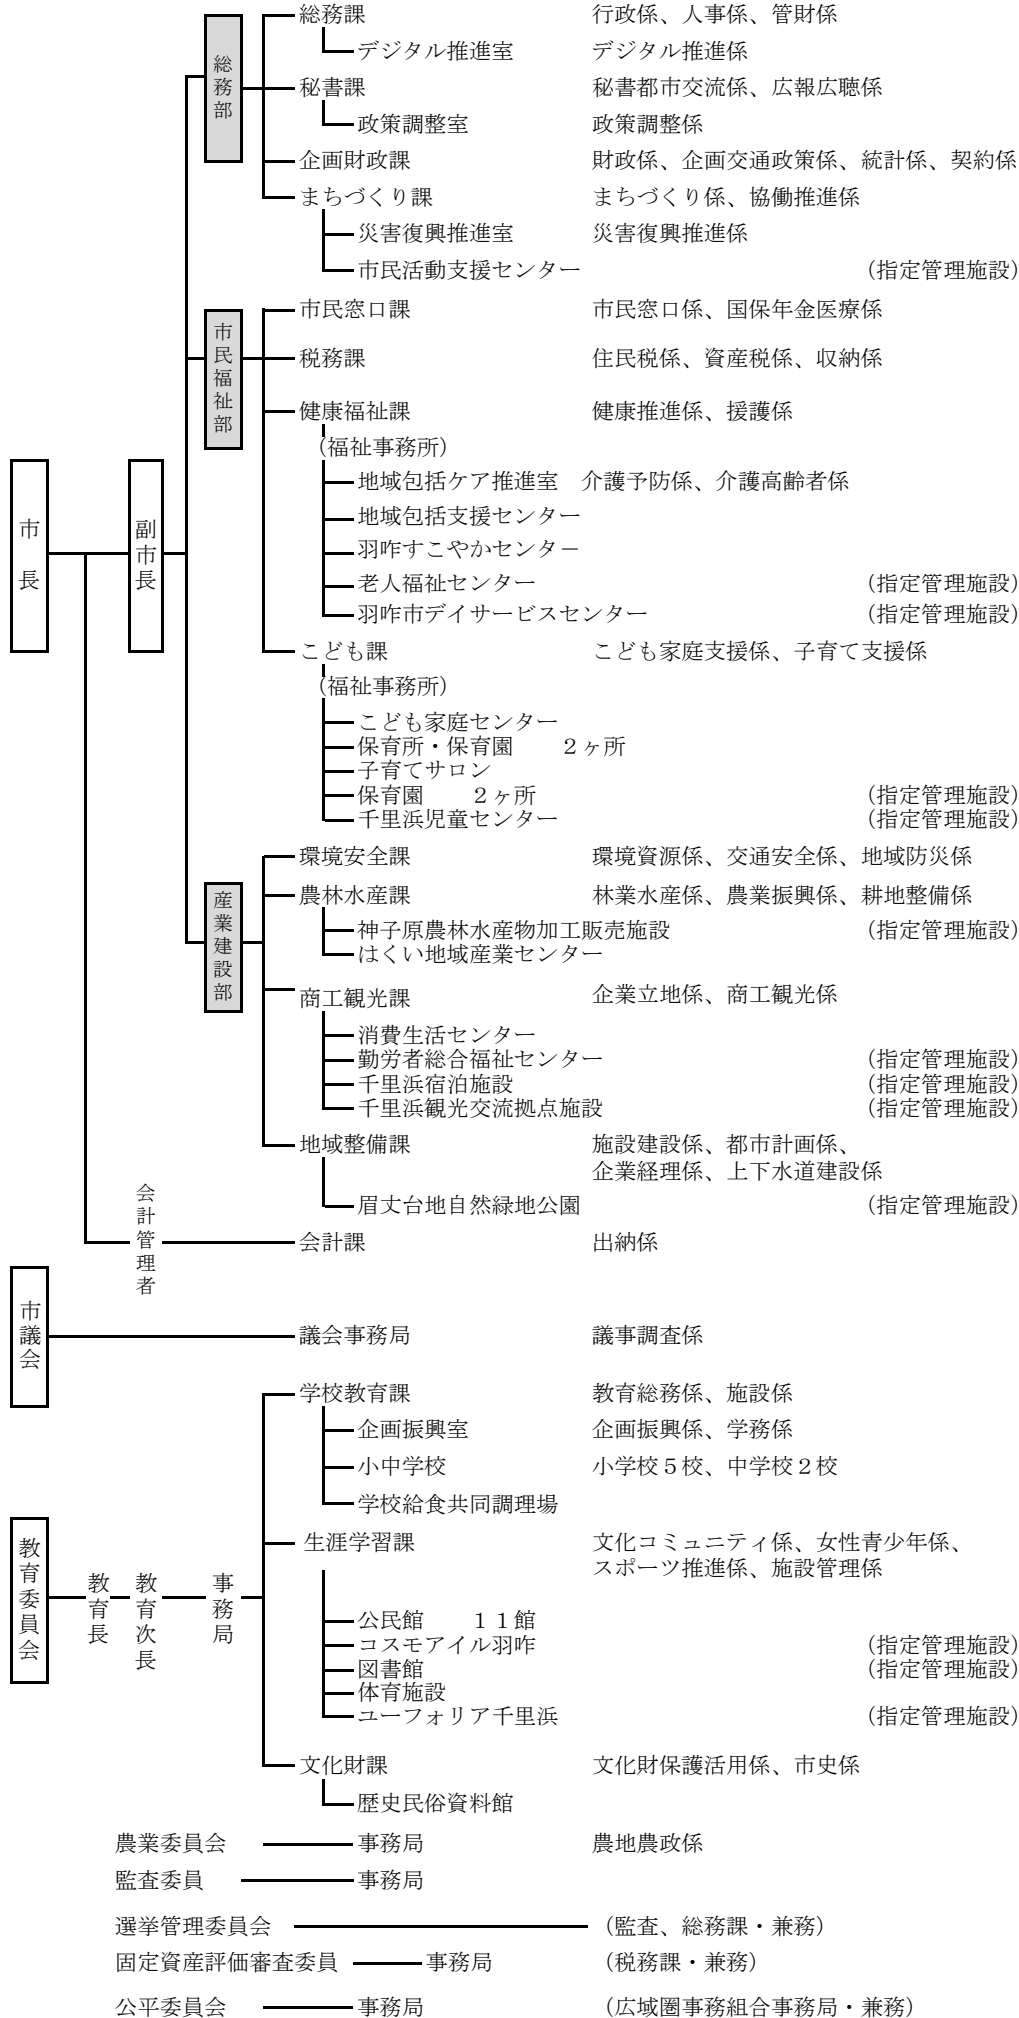 総務部
総務課 行政係、人事係、管財係
デジタル推進室 デジタル推進係
秘書課 秘書都市交流係、広報広聴係
政策調整室 政策調整係
企画財政課 財政係、企画交通政策係、統計係、契約係
まちづくり課 まちづくり係、協働推進係
災害復興推進室 災害復興推進係
市民活動支援センター (指定管理施設)
市民福祉部
市民窓口課 市民窓口係、国保年金医療係
税務課 住民税係、資産税係、収納係
健康福祉課 健康推進係、援護係
(福祉事務所)
地域包括ケア推進室 介護予防係、介護高齢者係
地域包括支援センター
羽咋すこやかセンタ－
老人福祉センター (指定管理施設)
羽咋市デイサービスセンター (指定管理施設)
市長
副市長
こども課 こども家庭支援係、子育て支援係
(福祉事務所)
こども家庭センター
保育所・保育園 ２ヶ所
子育てサロン
保育園 ２ヶ所 (指定管理施設)
千里浜児童センター (指定管理施設)
産業建設部
環境安全課 環境資源係、交通安全係、地域防災係
農林水産課 林業水産係、農業振興係、耕地整備係
神子原農林水産物加工販売施設 (指定管理施設)
はくい地域産業センター
商工観光課 企業立地係、商工観光係
消費生活センター
勤労者総合福祉センター (指定管理施設)
千里浜宿泊施設 (指定管理施設)
千里浜観光交流拠点施設 (指定管理施設)
地域整備課 施設建設係、都市計画係、
企業経理係、上下水道建設係
眉丈台地自然緑地公園 (指定管理施設)
会計管理者
会計課 出納係
市議会
議会事務局 議事調査係
学校教育課 教育総務係、施設係
企画振興室 企画振興係、学務係
小中学校 小学校５校、中学校２校
学校給食共同調理場
教育委員会
教育長
教育次長
事務局
生涯学習課 文化コミュニティ係、女性青少年係、
スポーツ推進係、施設管理係
公民館 １１館
コスモアイル羽咋 (指定管理施設)
図書館 (指定管理施設)
体育施設
ユーフォリア千里浜 (指定管理施設)
文化財課 文化財保護活用係、市史係
歴史民俗資料館
農業委員会 事務局 農地農政係
監査委員 事務局
選挙管理委員会 (監査、総務課・兼務)
固定資産評価審査委員 事務局 (税務課・兼務)
公平委員会 事務局 (広域圏事務組合事務局・兼務)